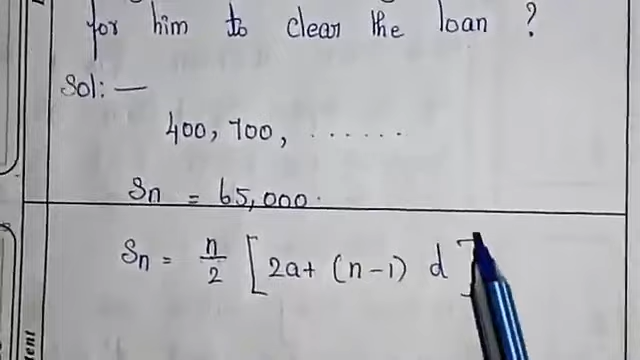 for him to clear the loan ?
Sol: —
400, 700, ......
Sn = 65,000.
Sn = n/2 [2a+ (n-1) d]